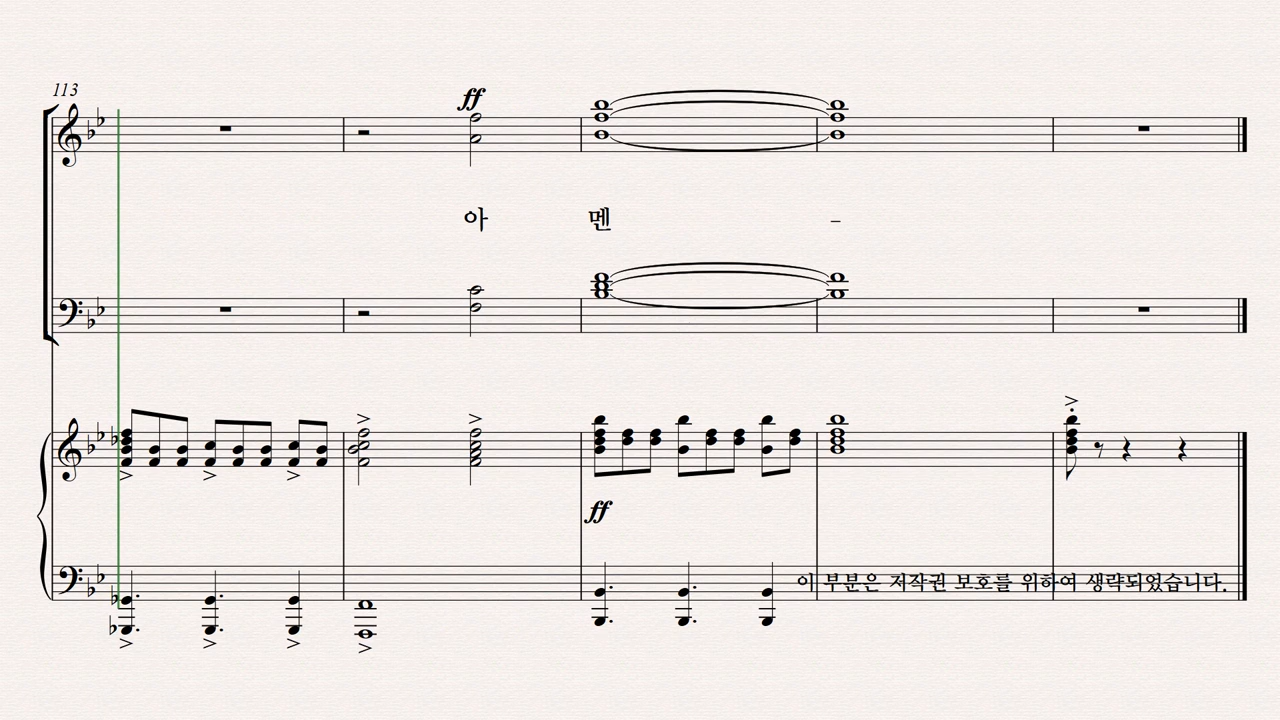 113
ff
아 멘 –
ff
이 부분은 저작권 보호를 위하여 생략되었습니다.